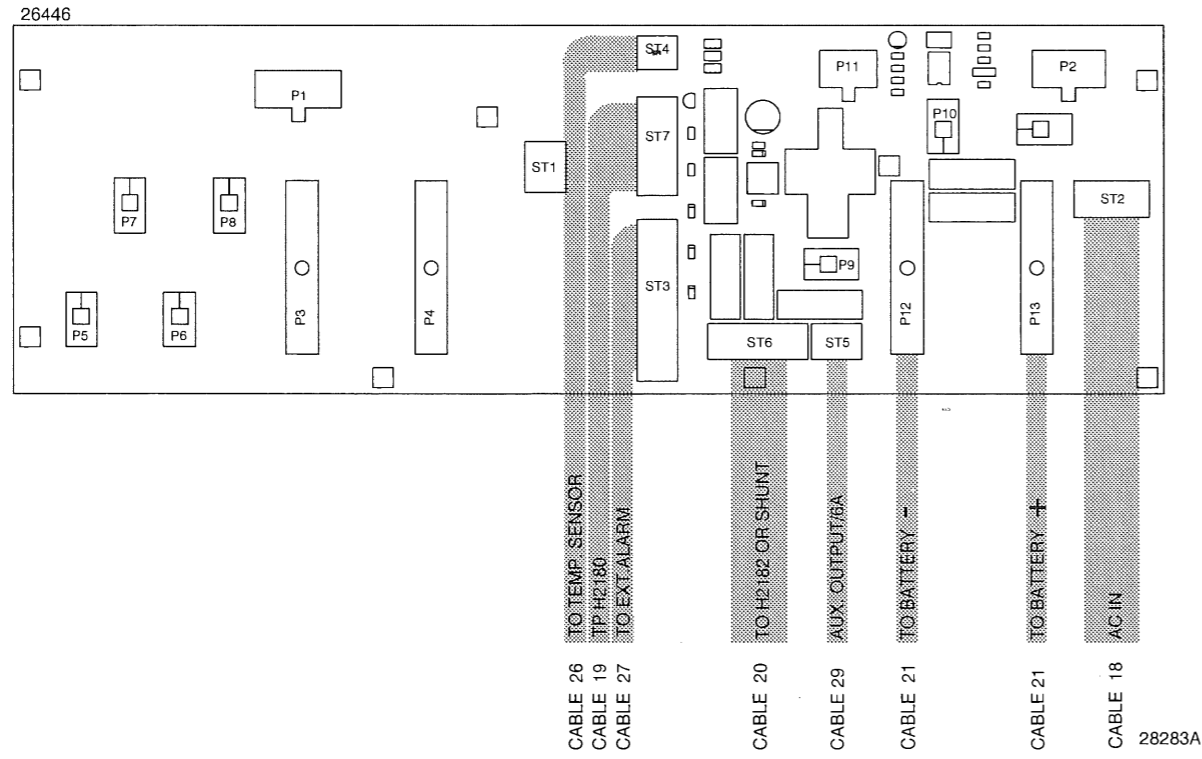 26446
ST4
P1
P11
P2
P10
ST7
ST1
ST2
P7
P8
P9
ST3
P5
P6
P3
P4
P12
P13
ST6
ST5
TO TEMP. SENSOR
TP H2180
TO EXT.ALARM
TO H2182 OR SHUNT
AUX. OUTPUT/6A
TO BATTERY -
TO BATTERY +
AC IN
CABLE 26
CABLE 19
CABLE 27
CABLE 20
CABLE 29
CABLE 21
CABLE 21
CABLE 18
28283A